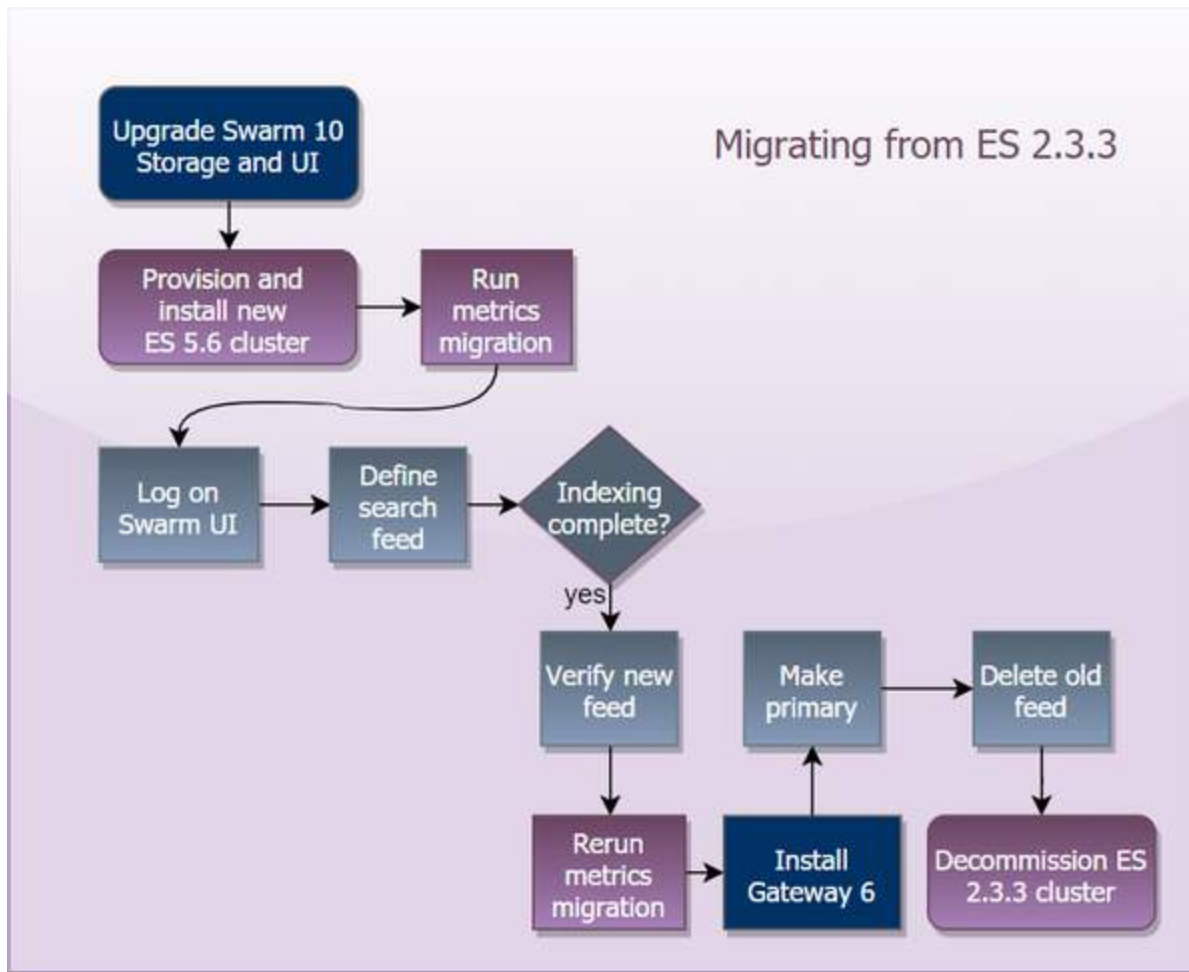 Migrating from ES 2.3.3
Upgrade Swarm 10
Storage and UI
Provision and
install new
ES 5.6 cluster
Run
metrics
migration
Log on
Swarm UI
Define
search
feed
Indexing
complete?
yes
Verify new
feed
Make
primary
Delete old
feed
Rerun
metrics
migration
Install
Gateway 6
Decommission ES
2.3.3 cluster